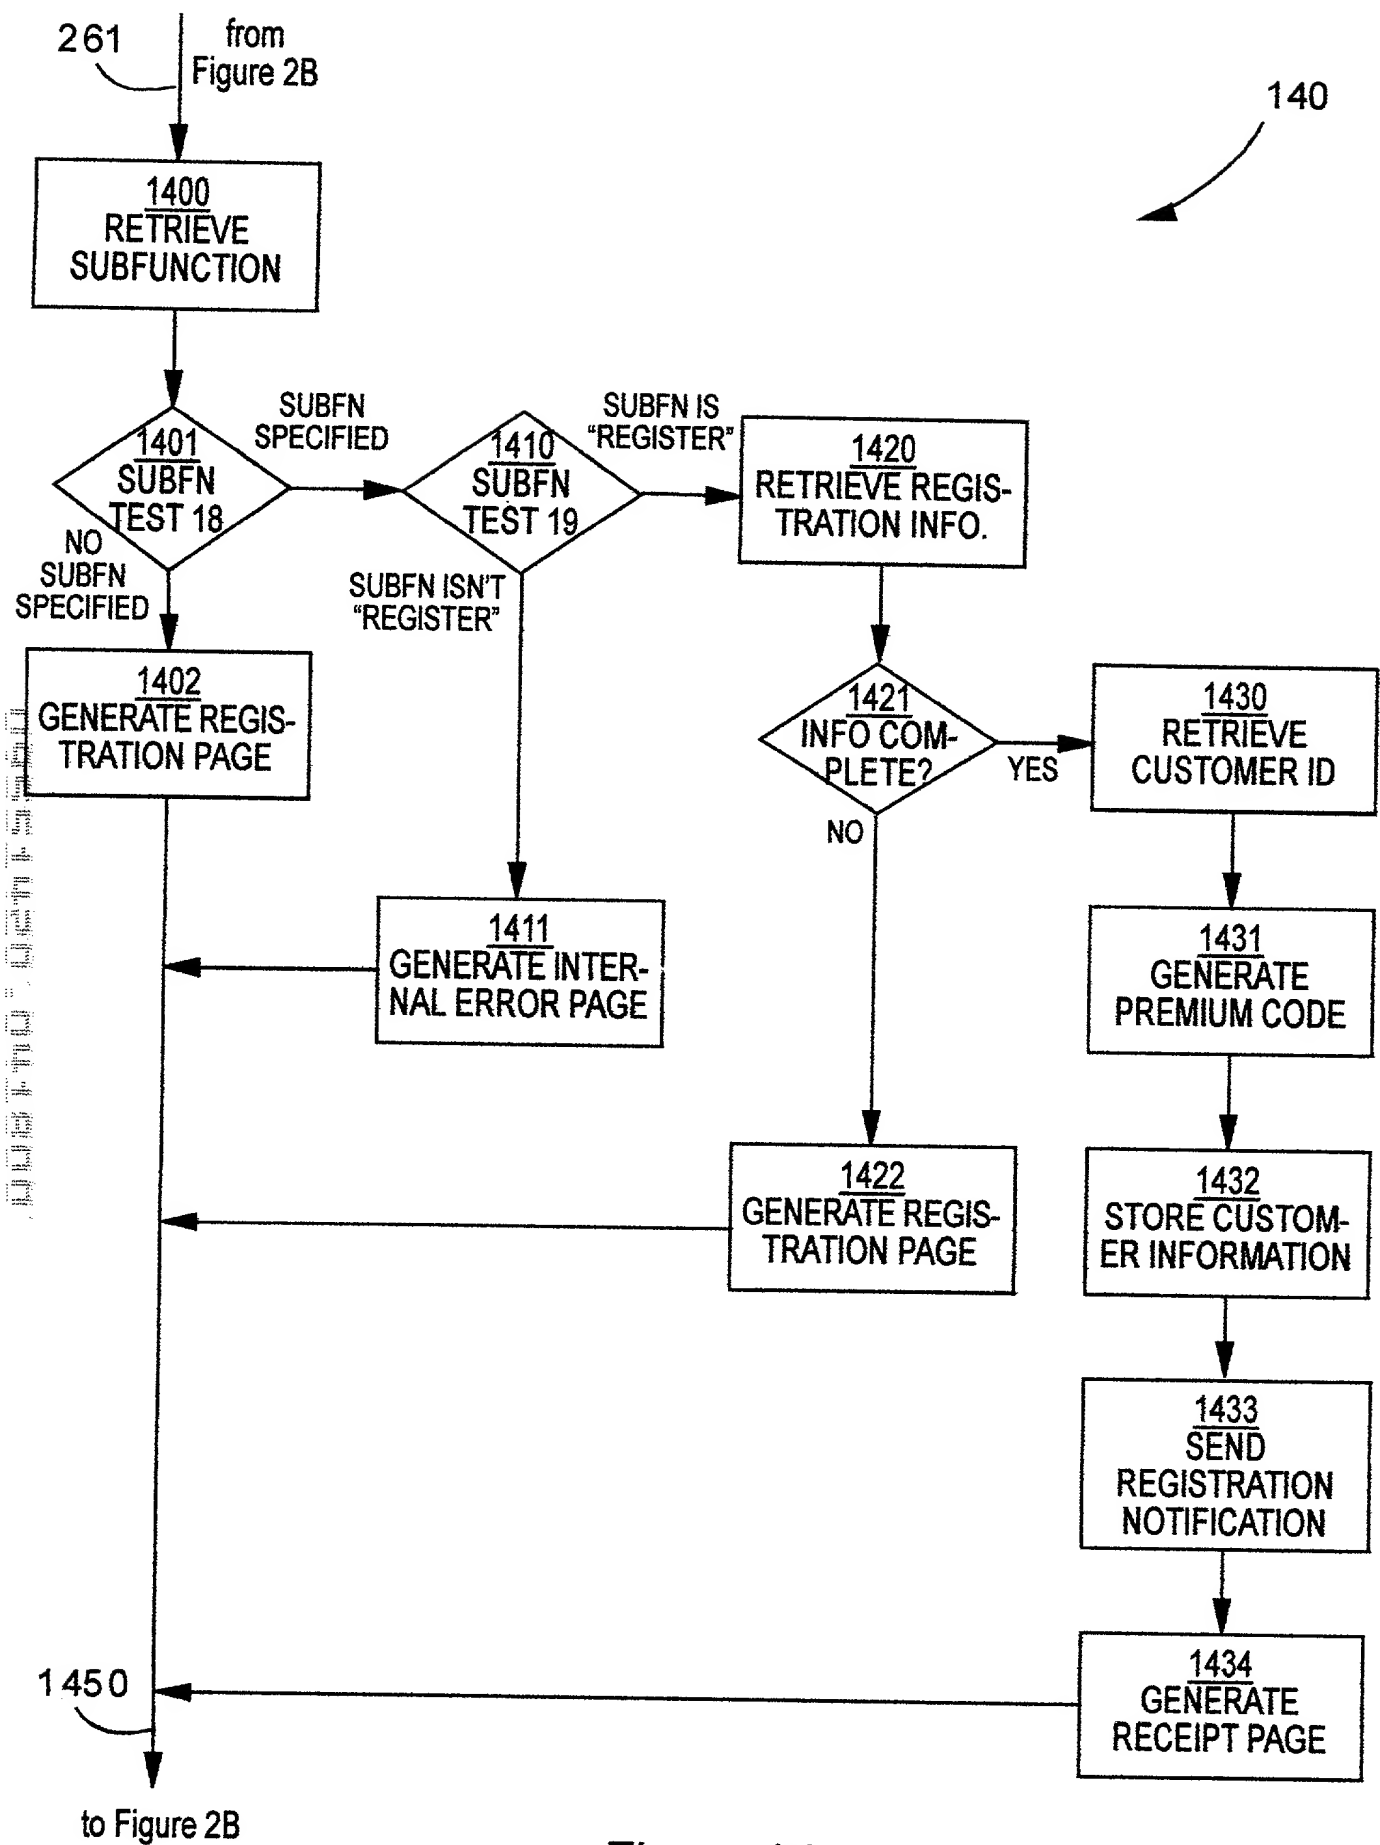 261
from
Figure 2B
140
1400
RETRIEVE
SUBFUNCTION
1401
SUBFN
TEST 18
SUBFN
SPECIFIED
1410
SUBFN
TEST 19
SUBFN IS
"REGISTER"
1420
RETRIEVE REGIS-
TRATION INFO.
NO
SUBFN
SPECIFIED
SUBFN ISN'T
"REGISTER"
1402
GENERATE REGIS-
TRATION PAGE
1421
INFO COM-
PLETE?
YES
NO
1430
RETRIEVE
CUSTOMER ID
1411
GENERATE INTER-
NAL ERROR PAGE
1431
GENERATE
PREMIUM CODE
1422
GENERATE REGIS-
TRATION PAGE
1432
STORE CUSTOM-
ER INFORMATION
1433
SEND
REGISTRATION
NOTIFICATION
1434
GENERATE
RECEIPT PAGE
1450
to Figure 2B